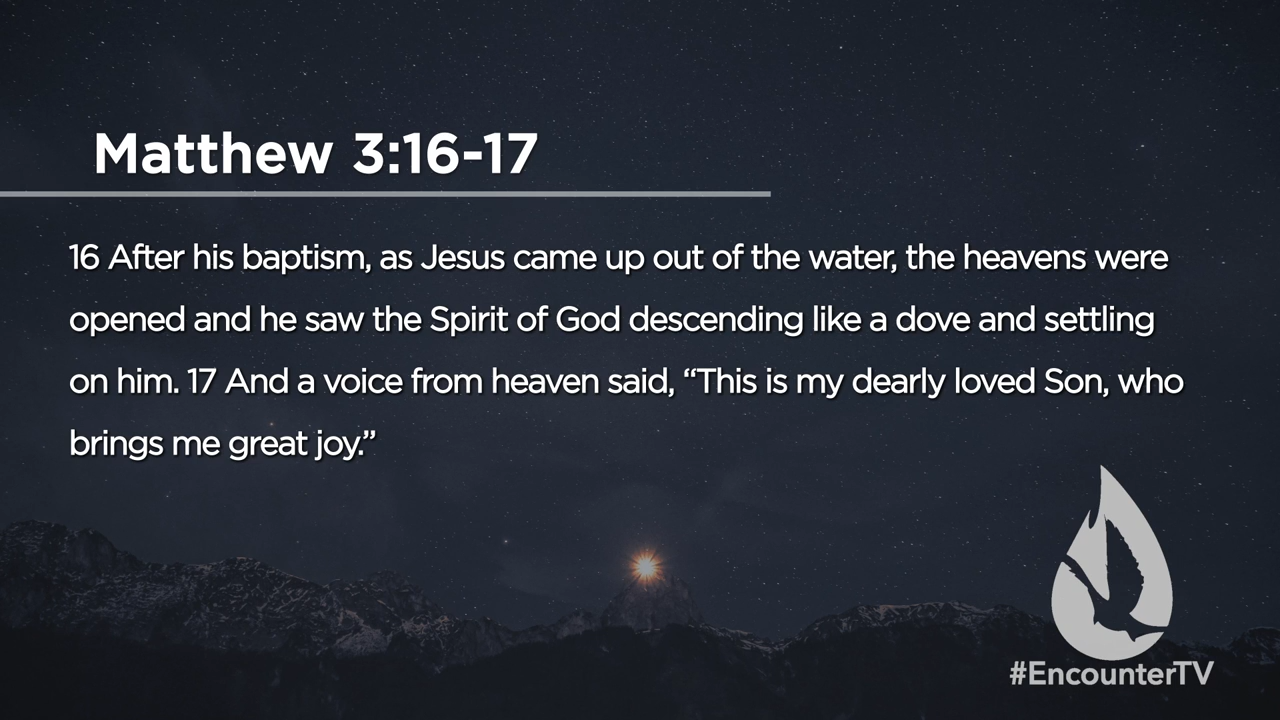 Matthew 3:16-17
16 After his baptism, as Jesus came up out of the water, the heavens were
opened and he saw the Spirit of God descending like a dove and settling
on him. 17 And a voice from heaven said, “This is my dearly loved Son, who
brings me great joy.”
#EncounterTV